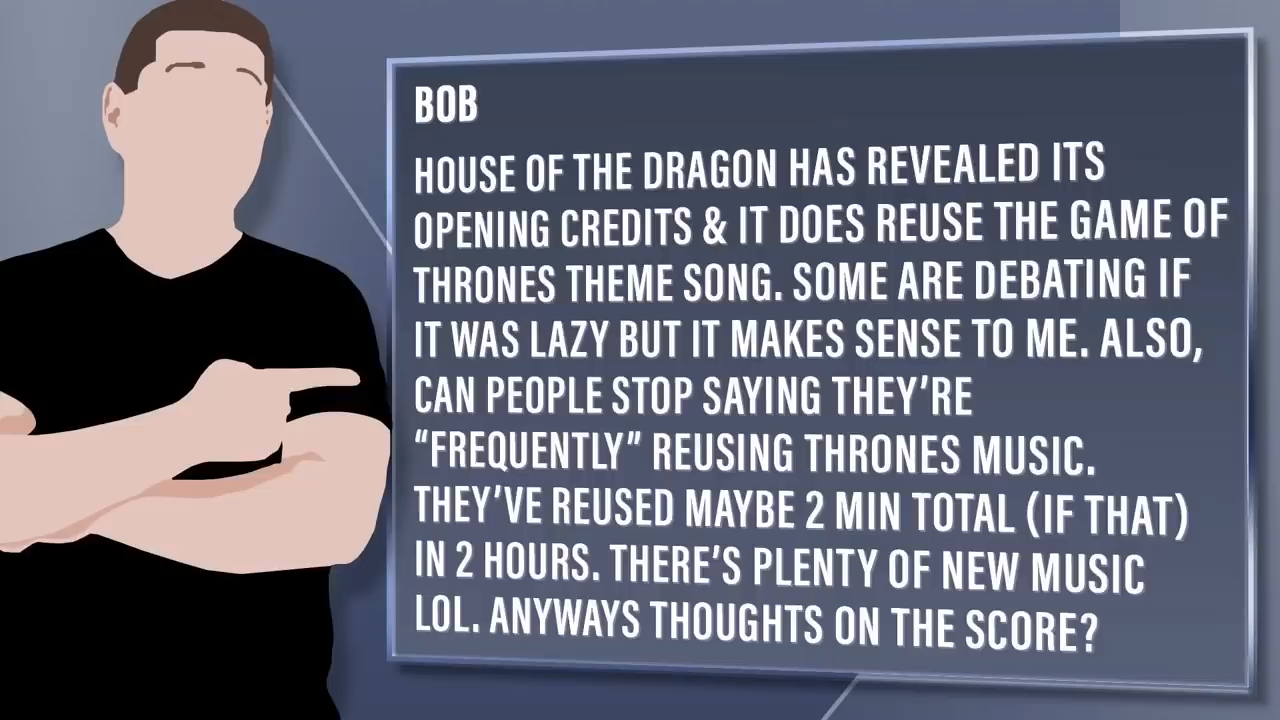 BOB
HOUSE OF THE DRAGON HAS REVEALED ITS
OPENING CREDITS & IT DOES REUSE THE GAME OF
THRONES THEME SONG. SOME ARE DEBATING IF
IT WAS LAZY BUT IT MAKES SENSE TO ME. ALSO,
CAN PEOPLE STOP SAYING THEY’RE
“FREQUENTLY” REUSING THRONES MUSIC.
THEY’VE REUSED MAYBE 2 MIN TOTAL (IF THAT)
IN 2 HOURS. THERE’S PLENTY OF NEW MUSIC
LOL. ANYWAYS THOUGHTS ON THE SCORE?